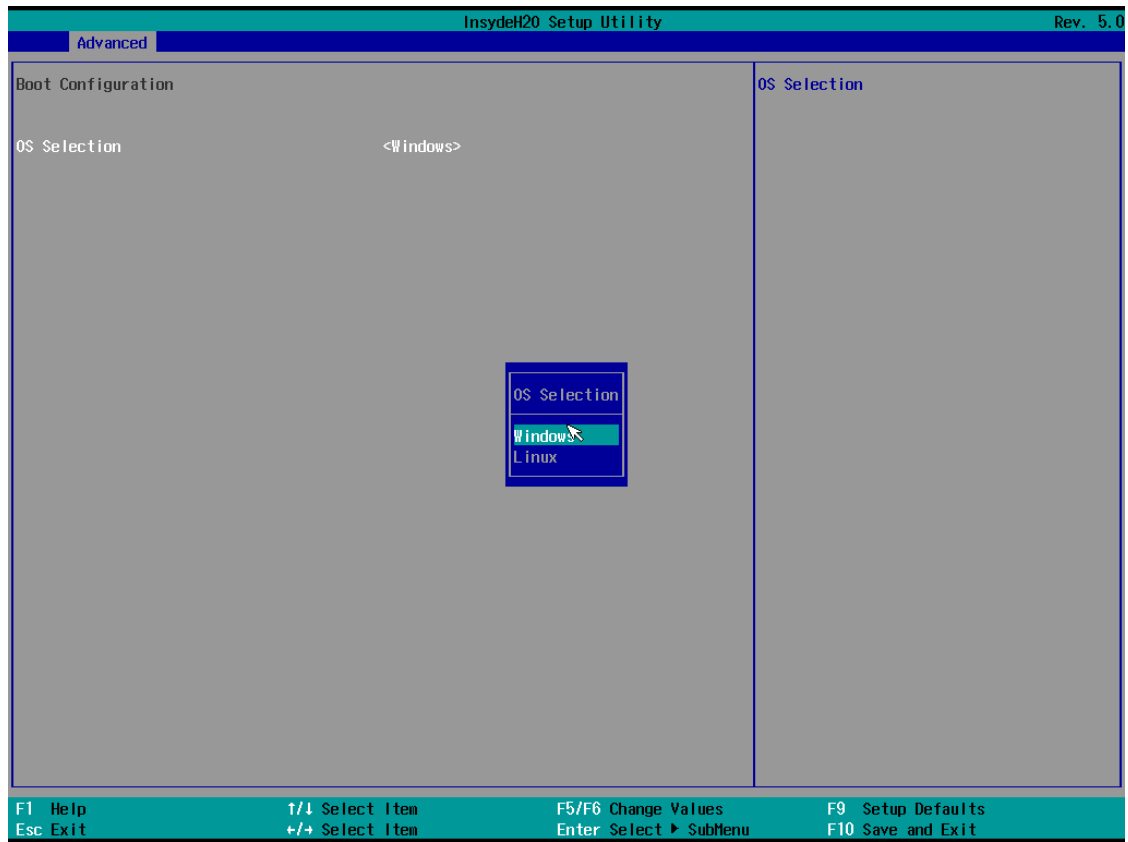 InsydeH20 Setup Utility Rev. 5.0
Advanced
Boot Configuration
OS Selection <Windows>
OS Selection
OS Selection
Windows
Linux
F1 Help ↑/↓ Select Item F5/F6 Change Values F9 Setup Defaults
Esc Exit ←/→ Select Item Enter Select ▶ SubMenu F10 Save and Exit